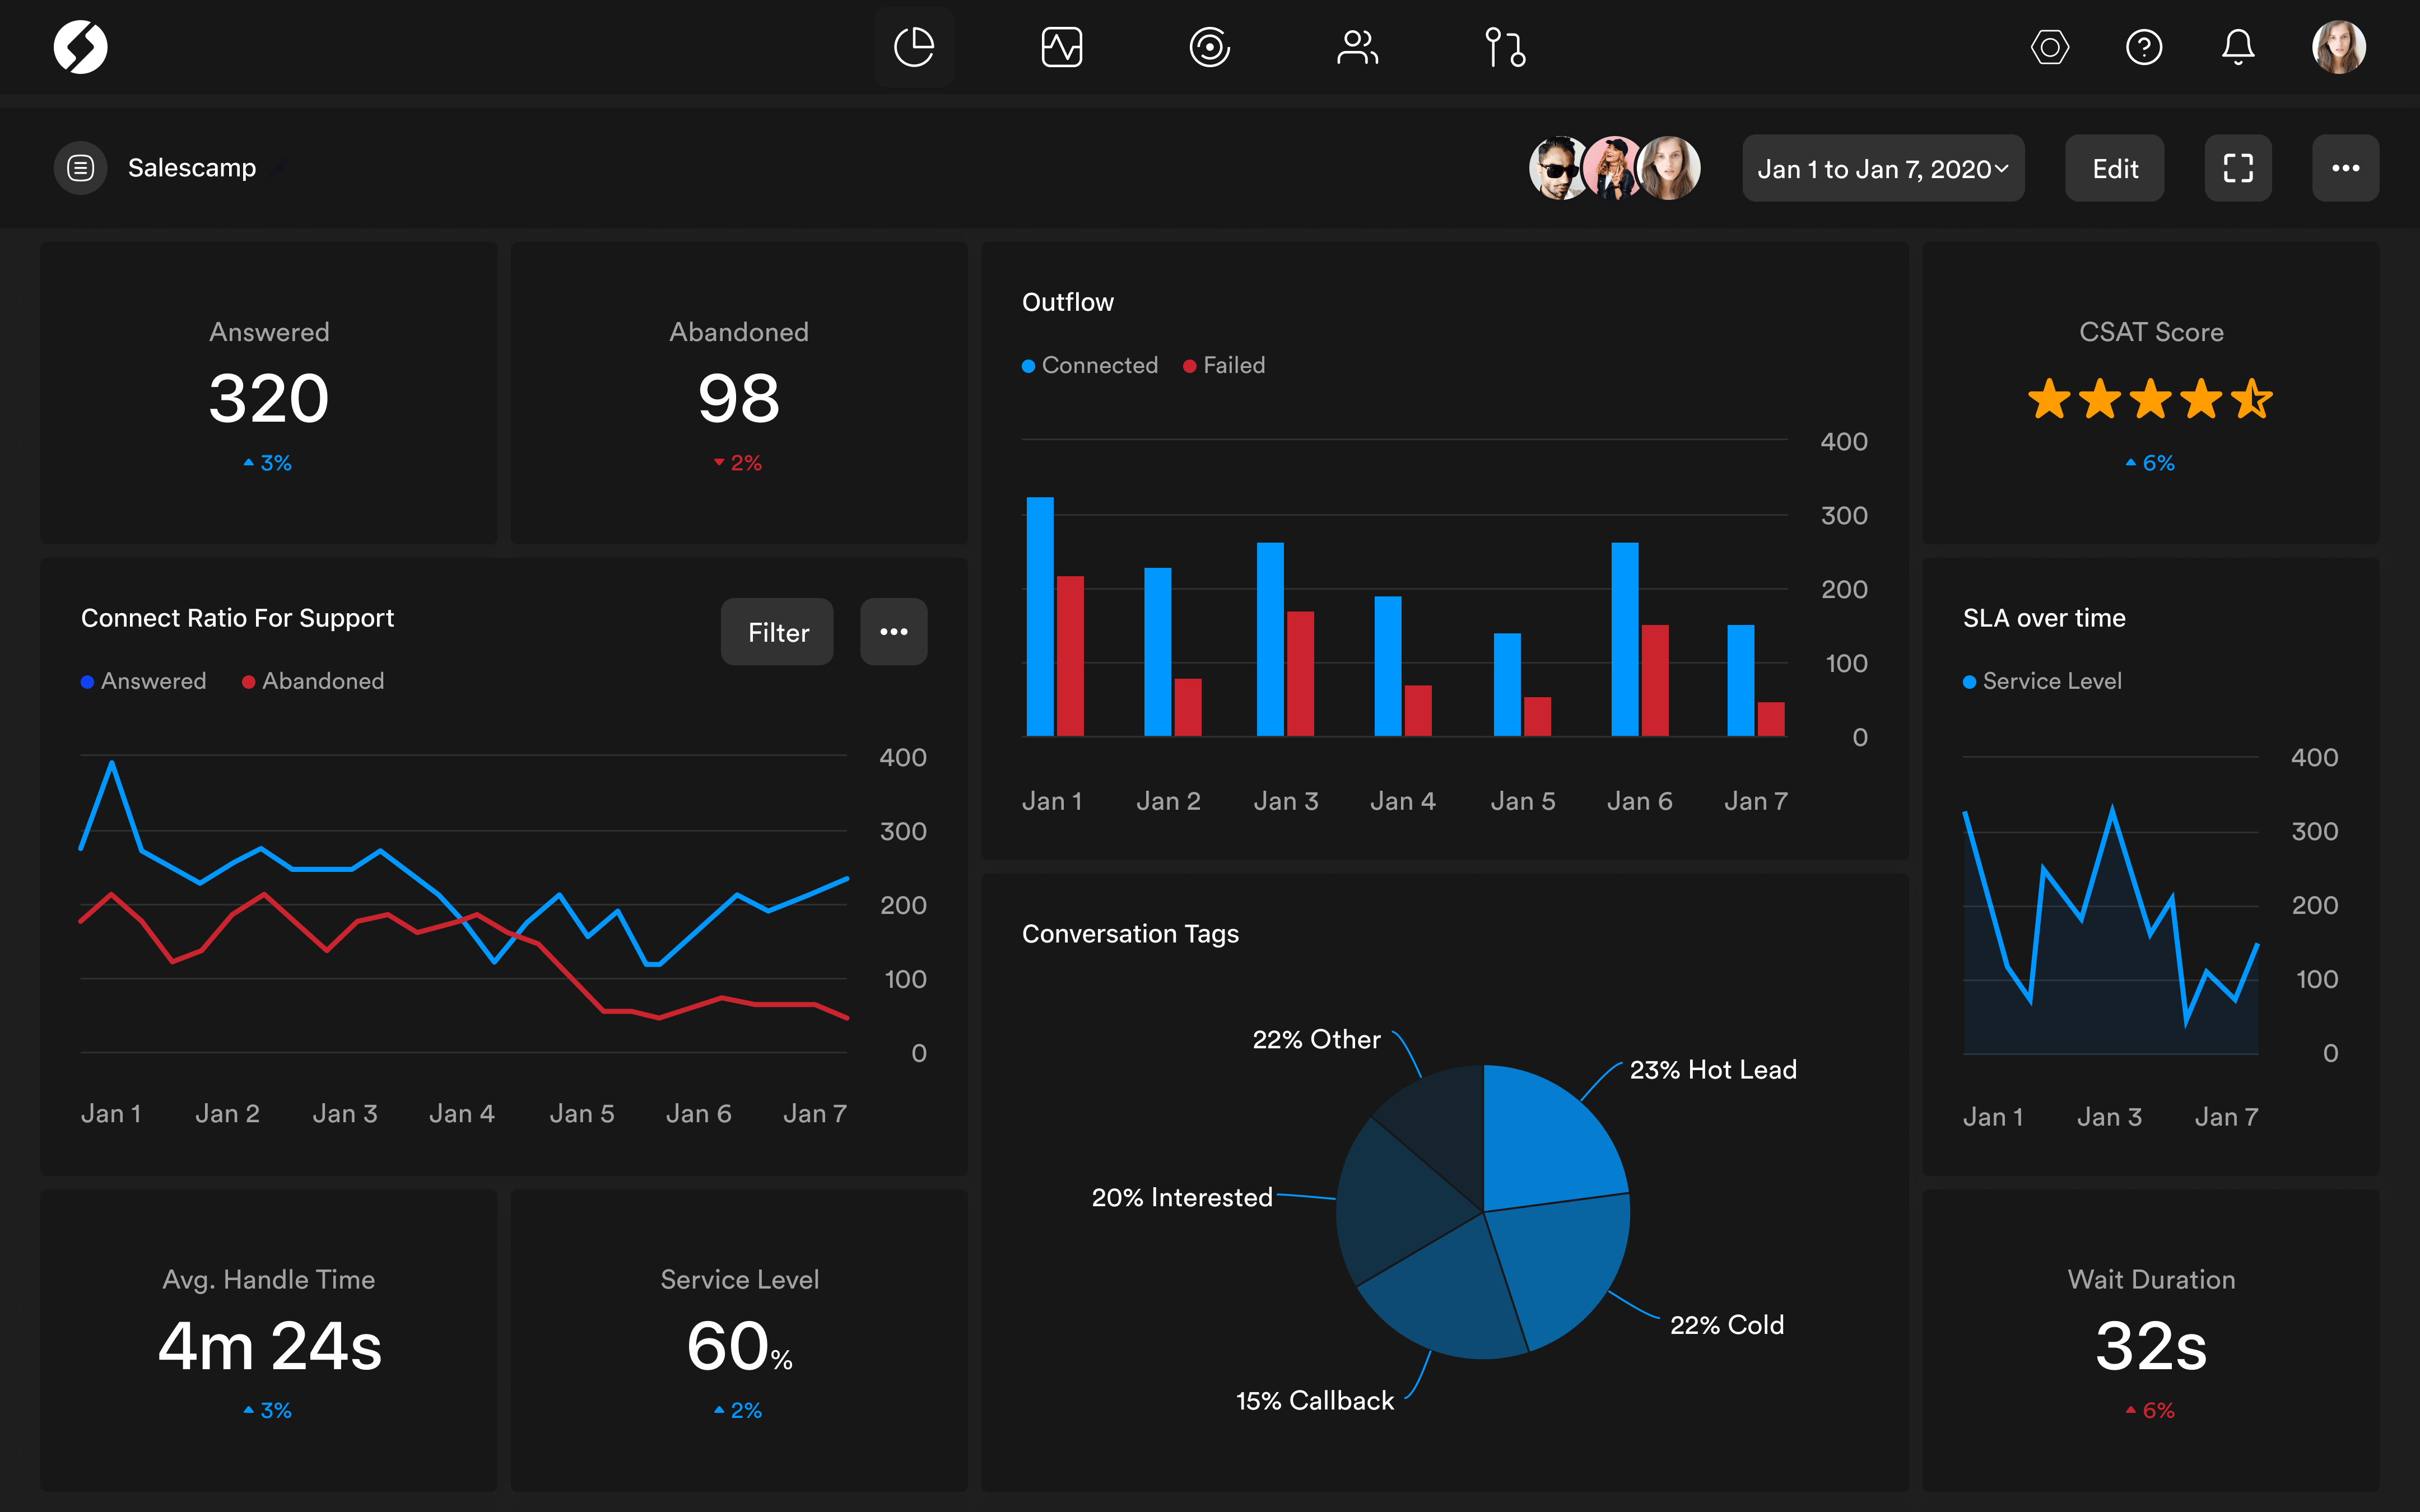 Salescamp
Jan 1 to Jan 7, 2020
Edit
Answered
320
3%
Abandoned
98
2%
Outflow
Connected
Failed
400
300
200
100
0
Jan 1
Jan 2
Jan 3
Jan 4
Jan 5
Jan 6
Jan 7
CSAT Score
6%
Connect Ratio For Support
Filter
Answered
Abandoned
400
300
200
100
0
Jan 1
Jan 2
Jan 3
Jan 4
Jan 5
Jan 6
Jan 7
SLA over time
Service Level
400
300
200
100
0
Jan 1
Jan 3
Jan 7
Conversation Tags
22% Other
23% Hot Lead
20% Interested
22% Cold
15% Callback
Avg. Handle Time
4m 24s
3%
Service Level
60%
2%
Wait Duration
32s
6%